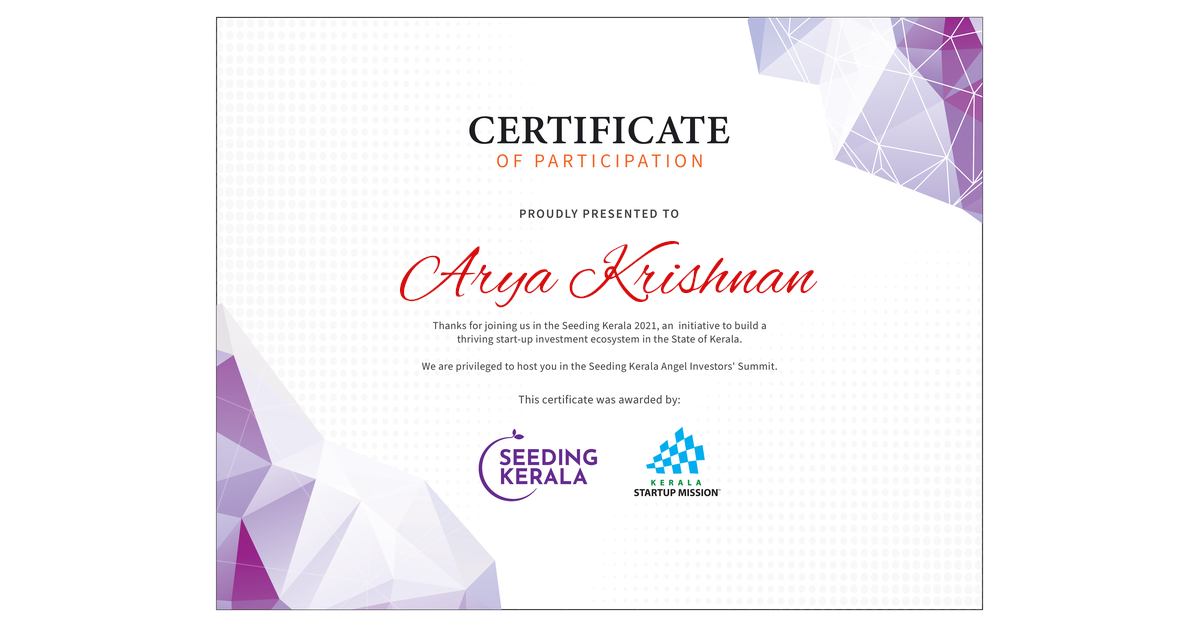 CERTIFICATE
OF PARTICIPATION
PROUDLY PRESENTED TO
Arya Krishnan
Thanks for joining us in the Seeding Kerala 2021, an initiative to build a
thriving start-up investment ecosystem in the State of Kerala.
We are privileged to host you in the Seeding Kerala Angel Investors' Summit.
This certificate was awarded by:
SEEDING
KERALA
KERALA
STARTUP MISSION